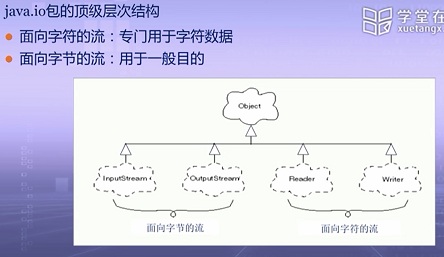 java.io包的顶级层次结构
学堂在
xuetangx
面向字符的流：专门用于字符数据
面向字节的流：用于一般目的
Object
InputStream OutputStream Reader Writer
面向字节的流 面向字符的流